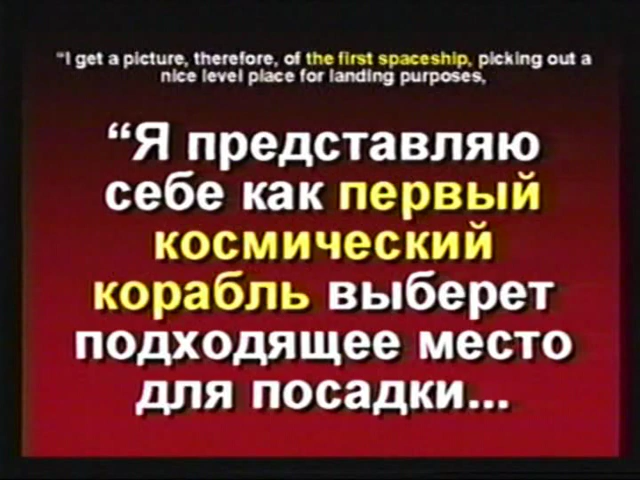 “I get a picture, therefore, of the first spaceship, picking out a
nice level place for landing purposes,
“Я представляю
себе как первый
космический
корабль выберет
подходящее место
для посадки...